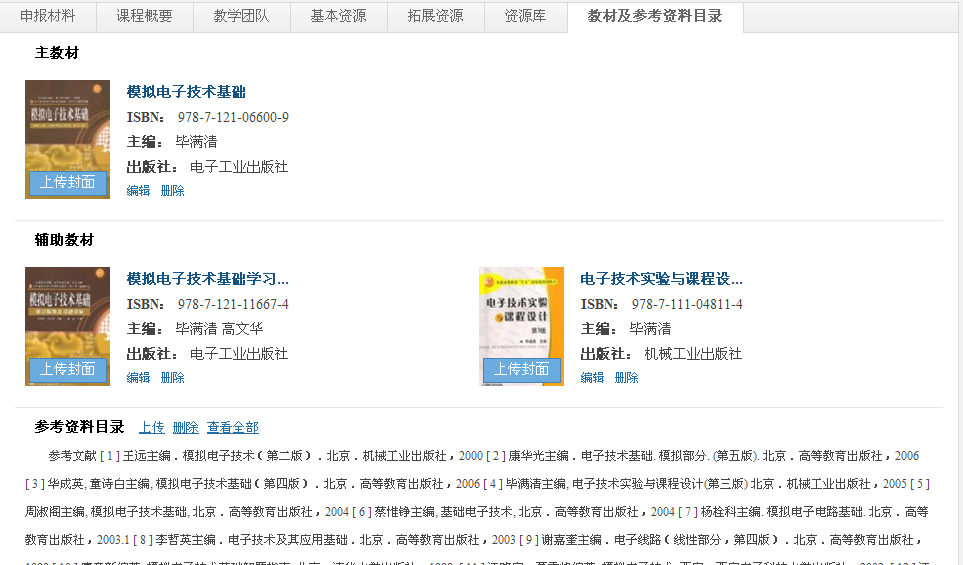 申报材料 课程概要 教学团队 基本资源 拓展资源 资源库 教材及参考资料目录
主教材
模拟电子技术基础
模拟电子技术基础
ISBN： 978-7-121-06600-9
主编： 毕满清
出版社： 电子工业出版社
上传封面
编辑 删除
辅助教材
模拟电子技术基础
模拟电子技术基础学习...
ISBN： 978-7-121-11667-4
主编： 毕满清 高文华
出版社： 电子工业出版社
上传封面
编辑 删除
电子技术实验
与课程设计
第3版
电子技术实验与课程设...
ISBN： 978-7-111-04811-4
主编： 毕满清
出版社： 机械工业出版社
上传封面
编辑 删除
参考资料目录 上传 删除 查看全部
参考文献 [ 1 ] 王远主编．模拟电子技术（第二版）．北京．机械工业出版社，2000 [ 2 ] 康华光主编．电子技术基础. 模拟部分. (第五版). 北京．高等教育出版社，2006
[ 3 ] 华成英, 童诗白主编, 模拟电子技术基础（第四版）．北京．高等教育出版社，2006 [ 4 ] 毕满清主编, 电子技术实验与课程设计(第三版) 北京．机械工业出版社，2005 [ 5 ]
周淑阁主编, 模拟电子技术基础, 北京．高等教育出版社，2004 [ 6 ] 蔡惟铮主编, 基础电子技术, 北京．高等教育出版社，2004 [ 7 ] 杨栓科主编. 模拟电子电路基础. 北京．高等
教育出版社，2003.1 [ 8 ] 李哲英主编．电子技术及其应用基础．北京．高等教育出版社，2003 [ 9 ] 谢嘉奎主编．电子线路（线性部分，第四版）．北京．高等教育出版社，